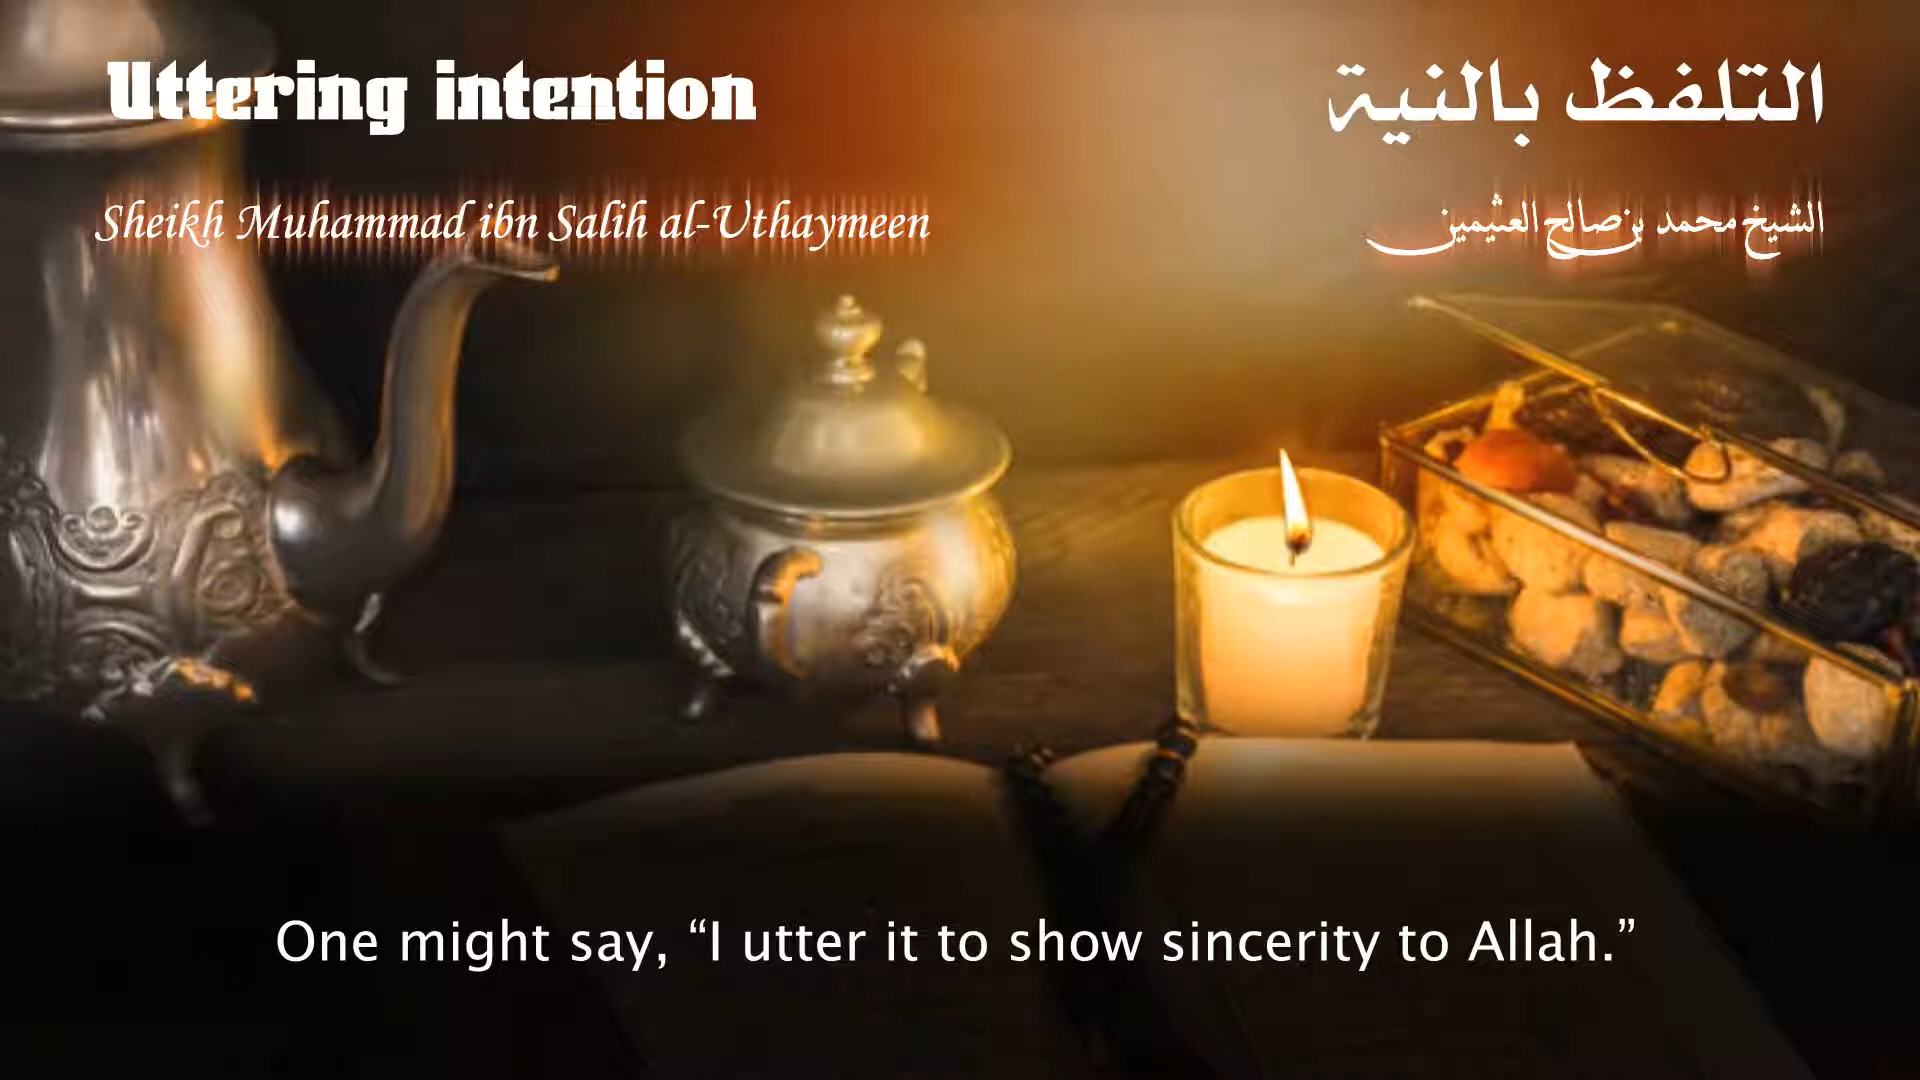 Uttering intention
التلفظ بالنية
Sheikh Muhammad ibn Salih al-Uthaymeen
الشيخ محمد بن صالح العثيمين
One might say, “I utter it to show sincerity to Allah.”